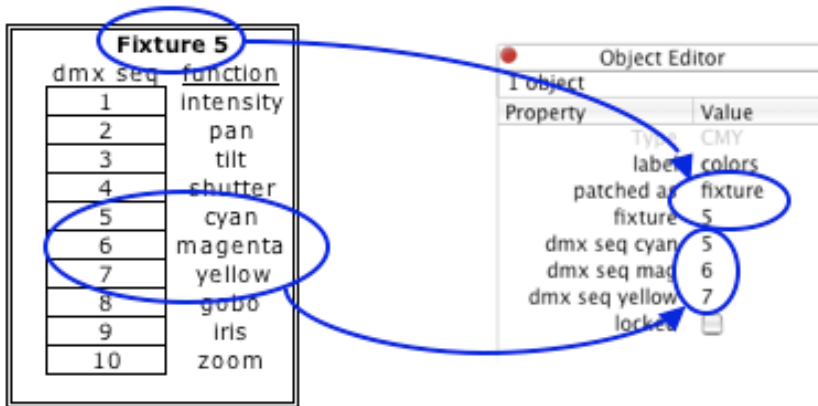 Fixture 5
dmx seq function
1 intensity
2 pan
3 tilt
4 shutter
5 cyan
6 magenta
7 yellow
8 gobo
9 iris
10 zoom
Object Editor
1 object
Property Value
Type CMY
label colors
patched as fixture
fixture 5
dmx seq cyan 5
dmx seq mag 6
dmx seq yellow 7
locked